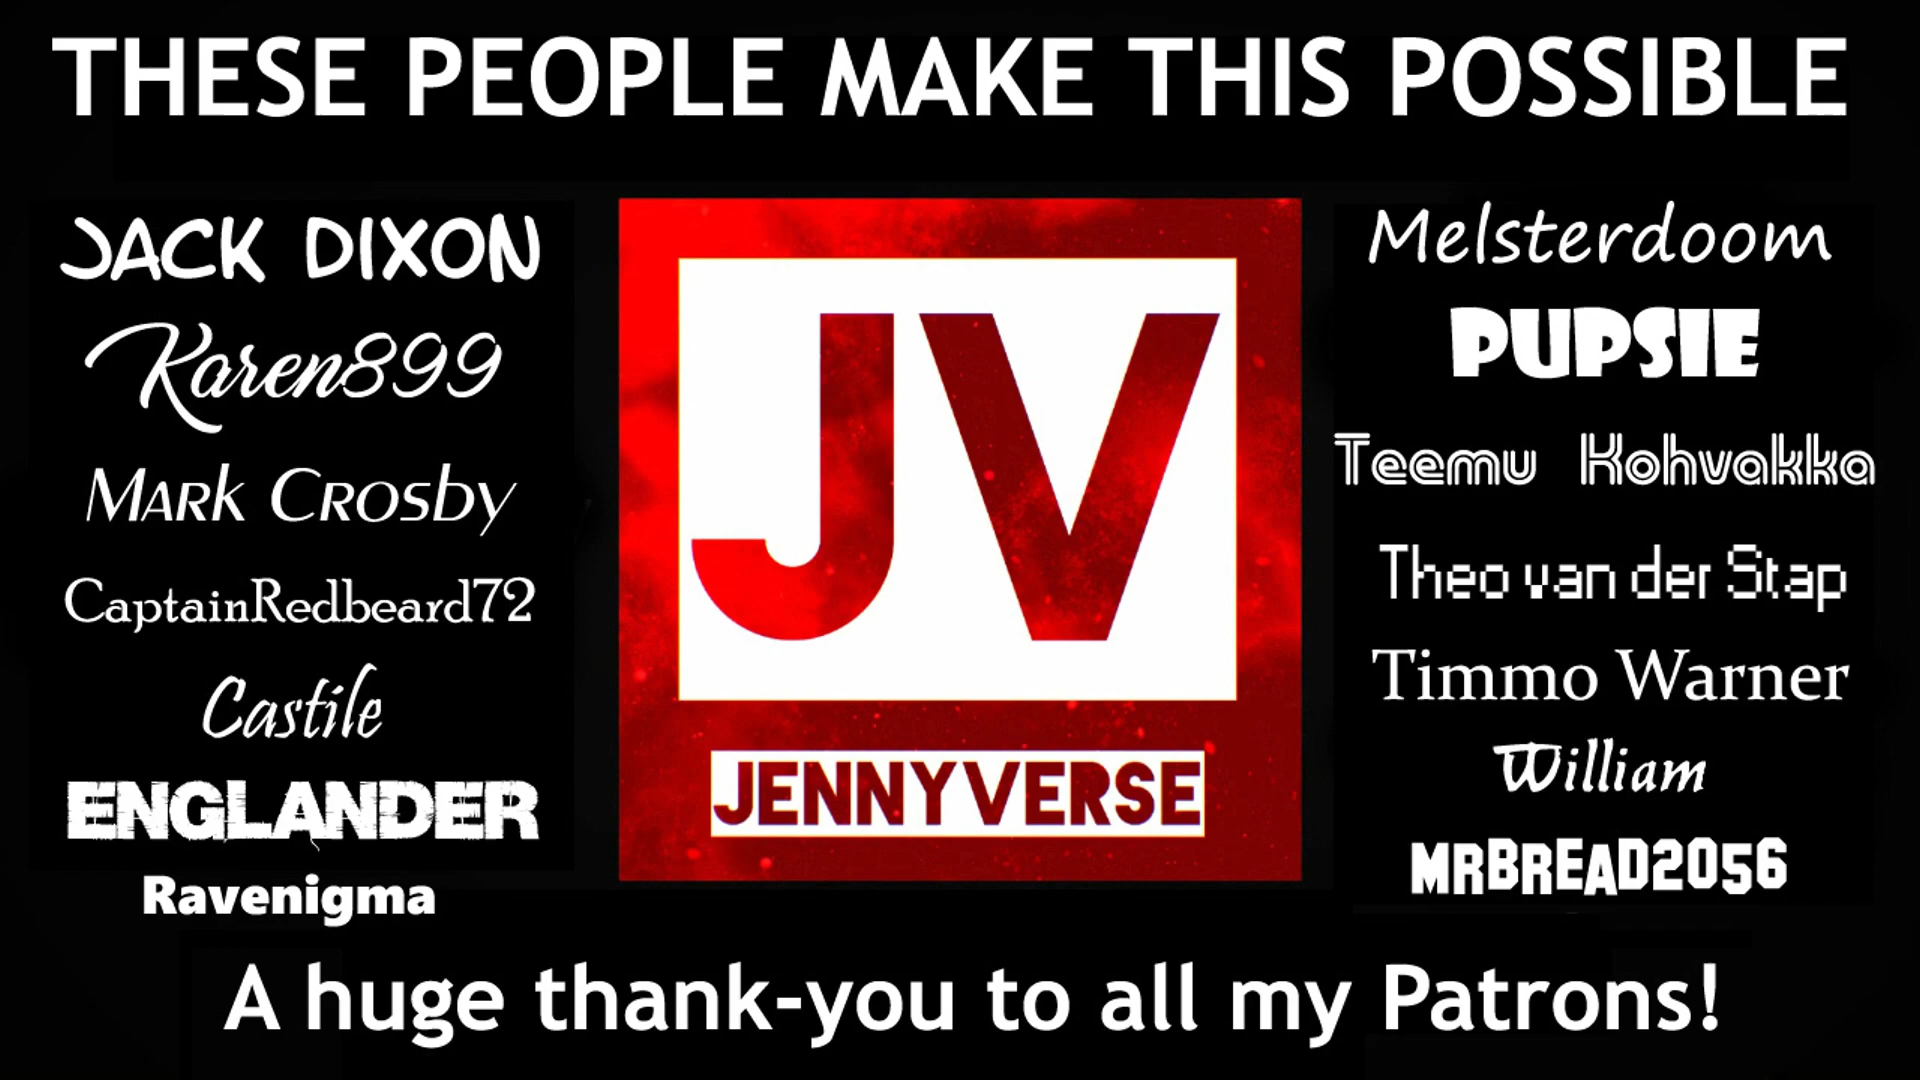 THESE PEOPLE MAKE THIS POSSIBLE
JACK DIXON
Karen899
Mark Crosby
CaptainRedbeard72
Castile
ENGLANDER
Ravenigma
JV
JENNYVERSE
Melsterdoom
PUPSIE
Teemu Kohvakka
Theo van der Stap
Timmo Warner
William
MRBREAD2056
A huge thank-you to all my Patrons!